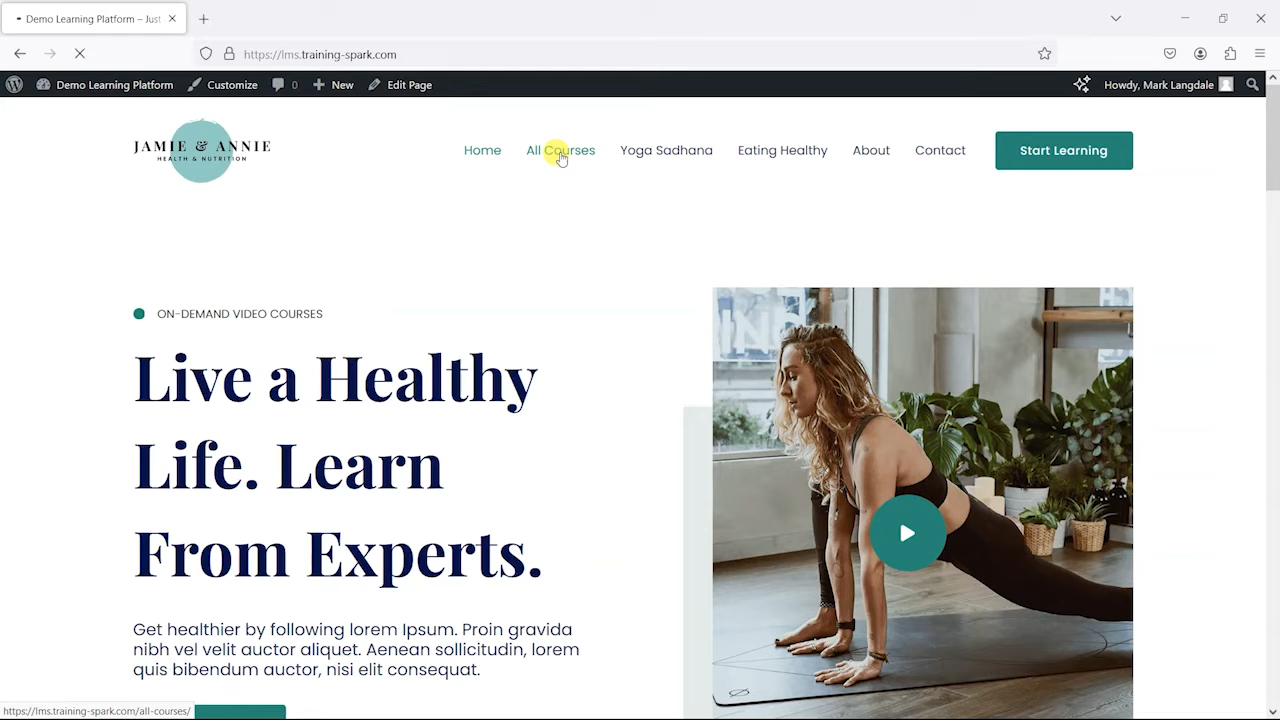 Demo Learning Platform – Just
https://lms.training-spark.com
Demo Learning Platform
Customize
0
New
Edit Page
Howdy, Mark Langdale
JAMIE & ANNIE
HEALTH & NUTRITION
Home
All Courses
Yoga Sadhana
Eating Healthy
About
Contact
Start Learning
ON-DEMAND VIDEO COURSES
Live a Healthy
Life. Learn
From Experts.
Get healthier by following lorem Ipsum. Proin gravida
nibh vel velit auctor aliquet. Aenean sollicitudin, lorem
quis bibendum auctor, nisi elit consequat.
https://lms.training-spark.com/all-courses/